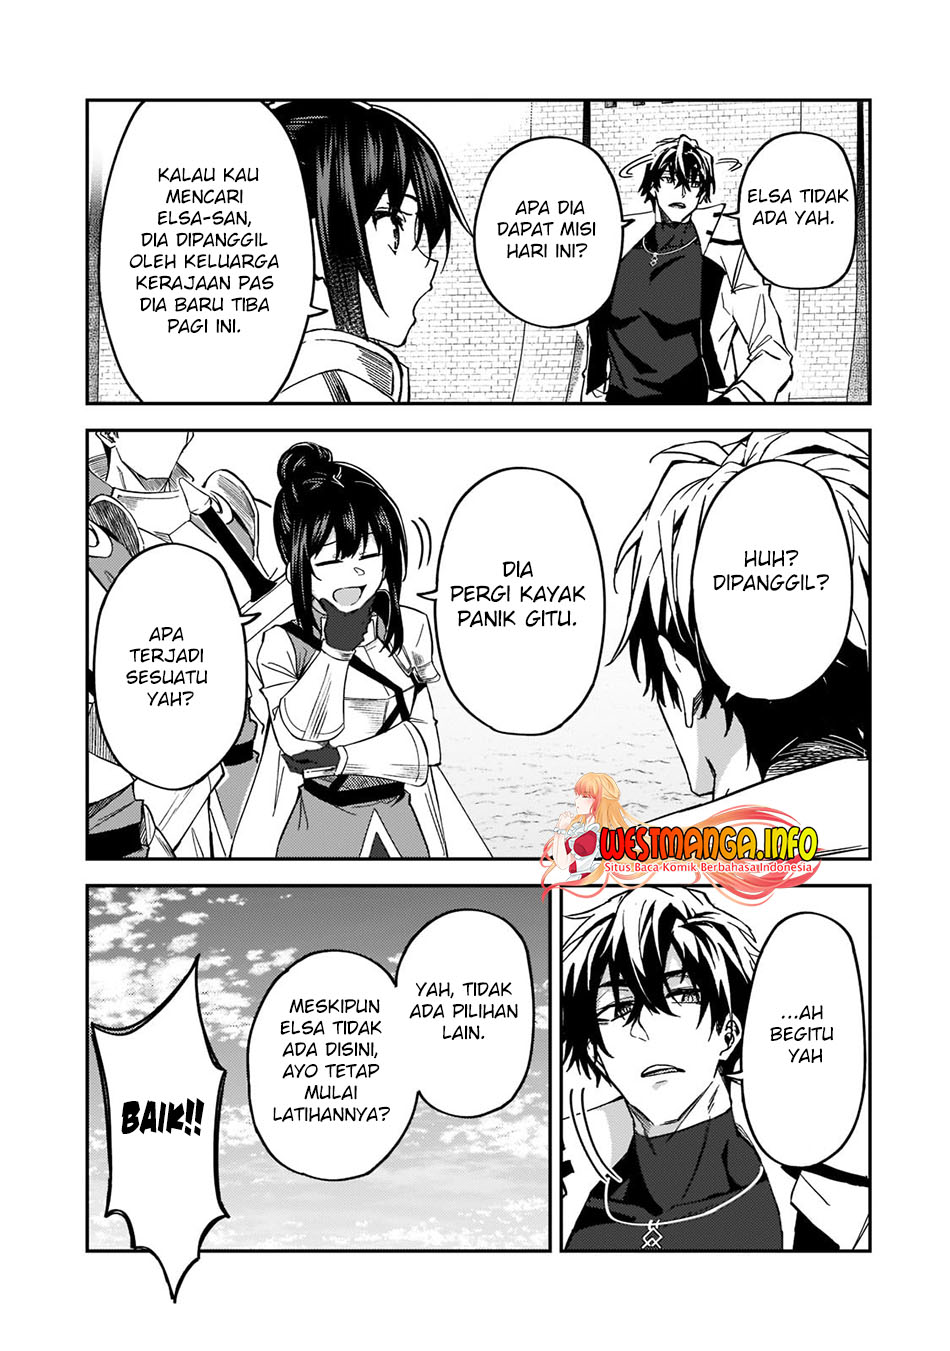 ELSA TIDAK
ADA YAH.
APA DIA
DAPAT MISI
HARI INI?
KALAU KAU
MENCARI
ELSA-SAN,
DIA DIPANGGIL
OLEH KELUARGA
KERAJAAN PAS
DIA BARU TIBA
PAGI INI.
HUH?
DIPANGGIL?
DIA
PERGI KAYAK
PANIK GITU.
APA
TERJADI
SESUATU
YAH?
WESTMANGA.INFO
Situs Baca Komik Berbahasa Indonesia
...AH
BEGITU
YAH
YAH, TIDAK
ADA PILIHAN
LAIN.
MESKIPUN
ELSA TIDAK
ADA DISINI,
AYO TETAP
MULAI
LATIHANNYA?
BAIK!!